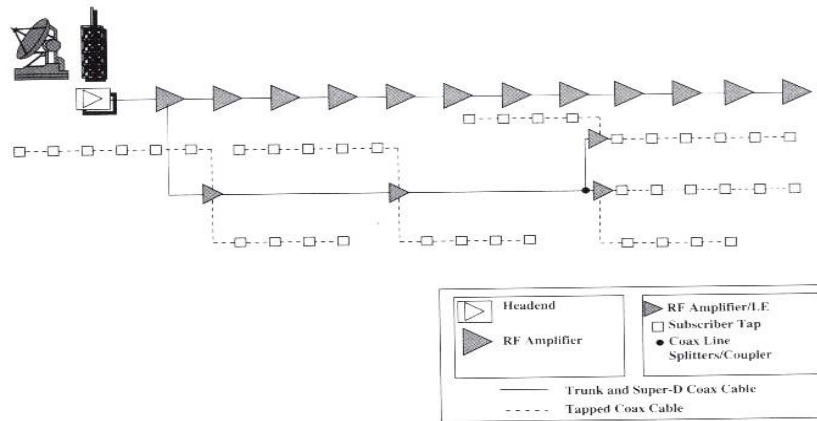 Headend
RF Amplifier
RF Amplifier/LE
Subscriber Tap
Coax Line
Splitters/Coupler
Trunk and Super-D Coax Cable
Tapped Coax Cable